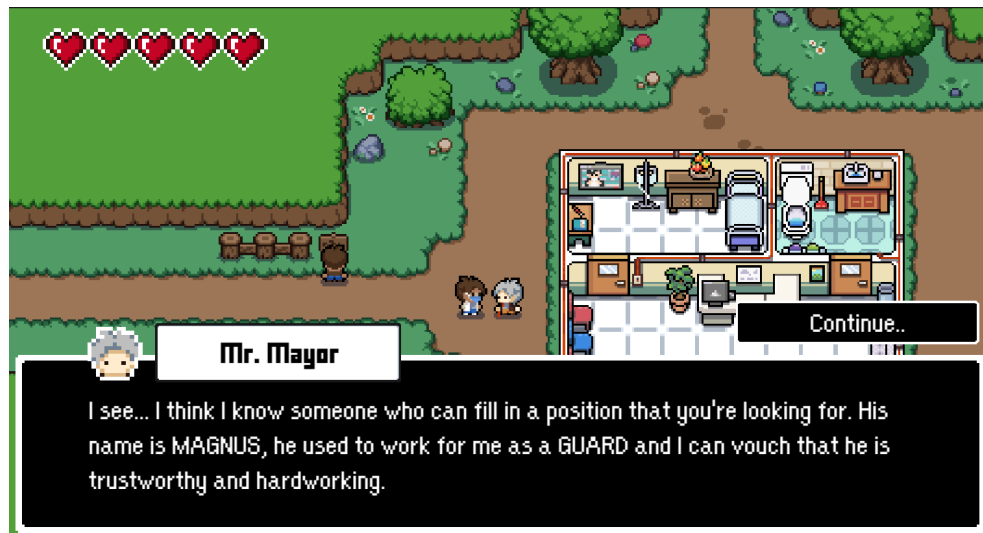 Continue..
Mr. Mayor
I see... I think I know someone who can fill in a position that you're looking for. His
name is MAGNUS, he used to work for me as a GUARD and I can vouch that he is
trustworthy and hardworking.